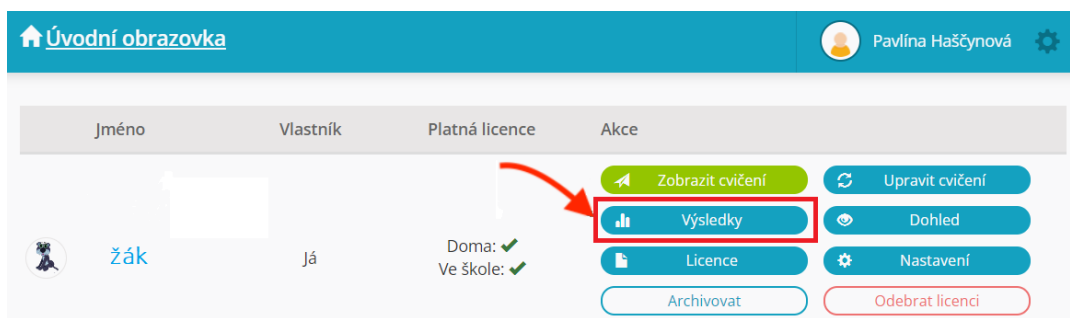 Úvodní obrazovka
Pavlína Haščynová
Jméno Vlastník Platná licence Akce
Zobrazit cvičení Upravit cvičení
Výsledky Dohled
žák Já Doma: ✔
Ve škole: ✔
Licence Nastavení
Archivovat Odebrat licenci